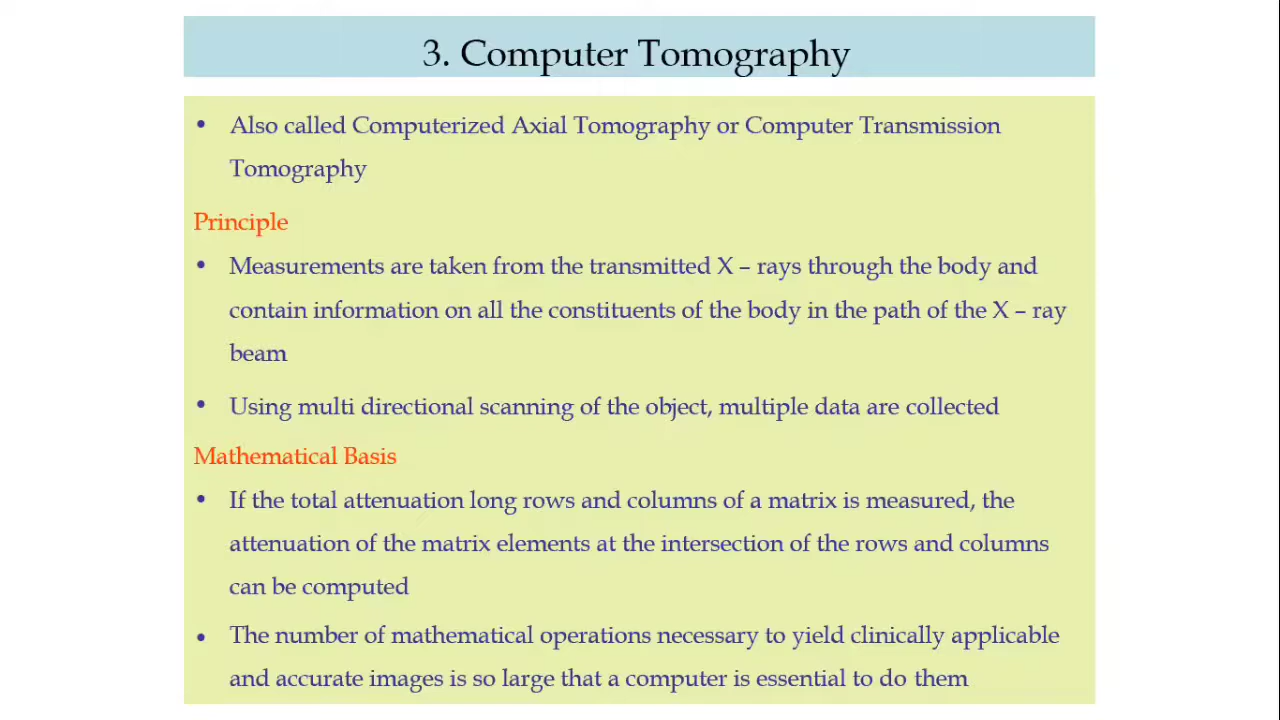 3. Computer Tomography
• Also called Computerized Axial Tomography or Computer Transmission
Tomography
Principle
• Measurements are taken from the transmitted X – rays through the body and
contain information on all the constituents of the body in the path of the X – ray
beam
• Using multi directional scanning of the object, multiple data are collected
Mathematical Basis
• If the total attenuation long rows and columns of a matrix is measured, the
attenuation of the matrix elements at the intersection of the rows and columns
can be computed
• The number of mathematical operations necessary to yield clinically applicable
and accurate images is so large that a computer is essential to do them